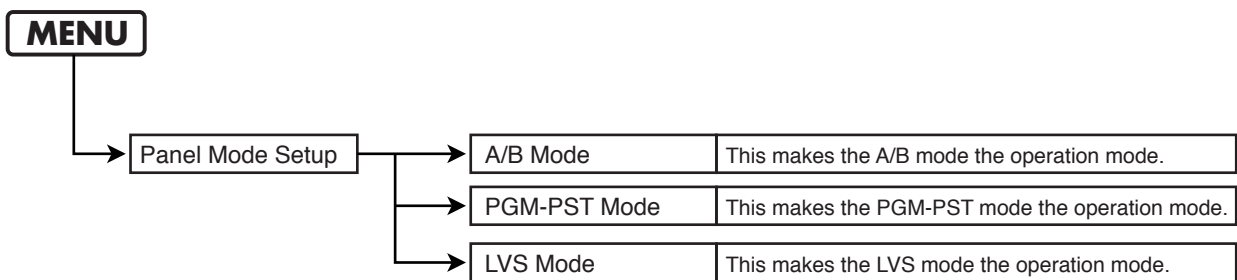 MENU
Panel Mode Setup
A/B Mode
This makes the A/B mode the operation mode.
PGM-PST Mode
This makes the PGM-PST mode the operation mode.
LVS Mode
This makes the LVS mode the operation mode.